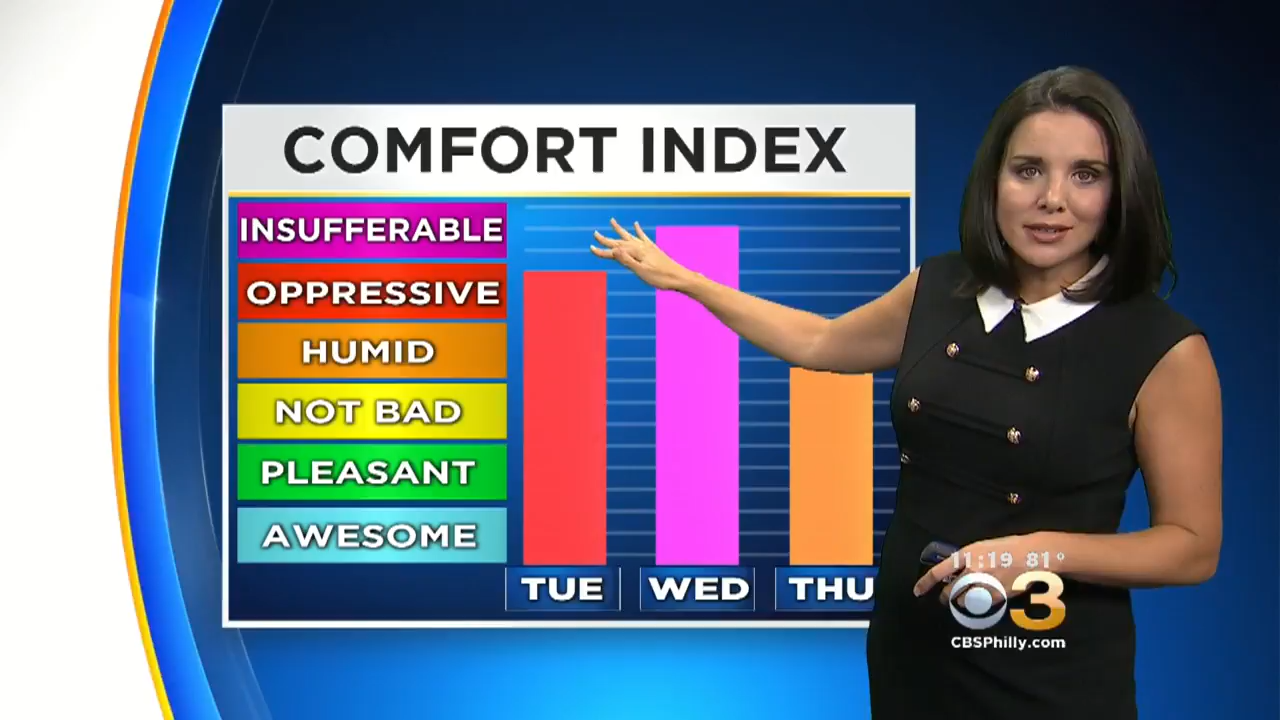 COMFORT INDEX
INSUFFERABLE
OPPRESSIVE
HUMID
NOT BAD
PLEASANT
AWESOME
TUE WED THU
11:19 81°
3
CBSPhilly.com